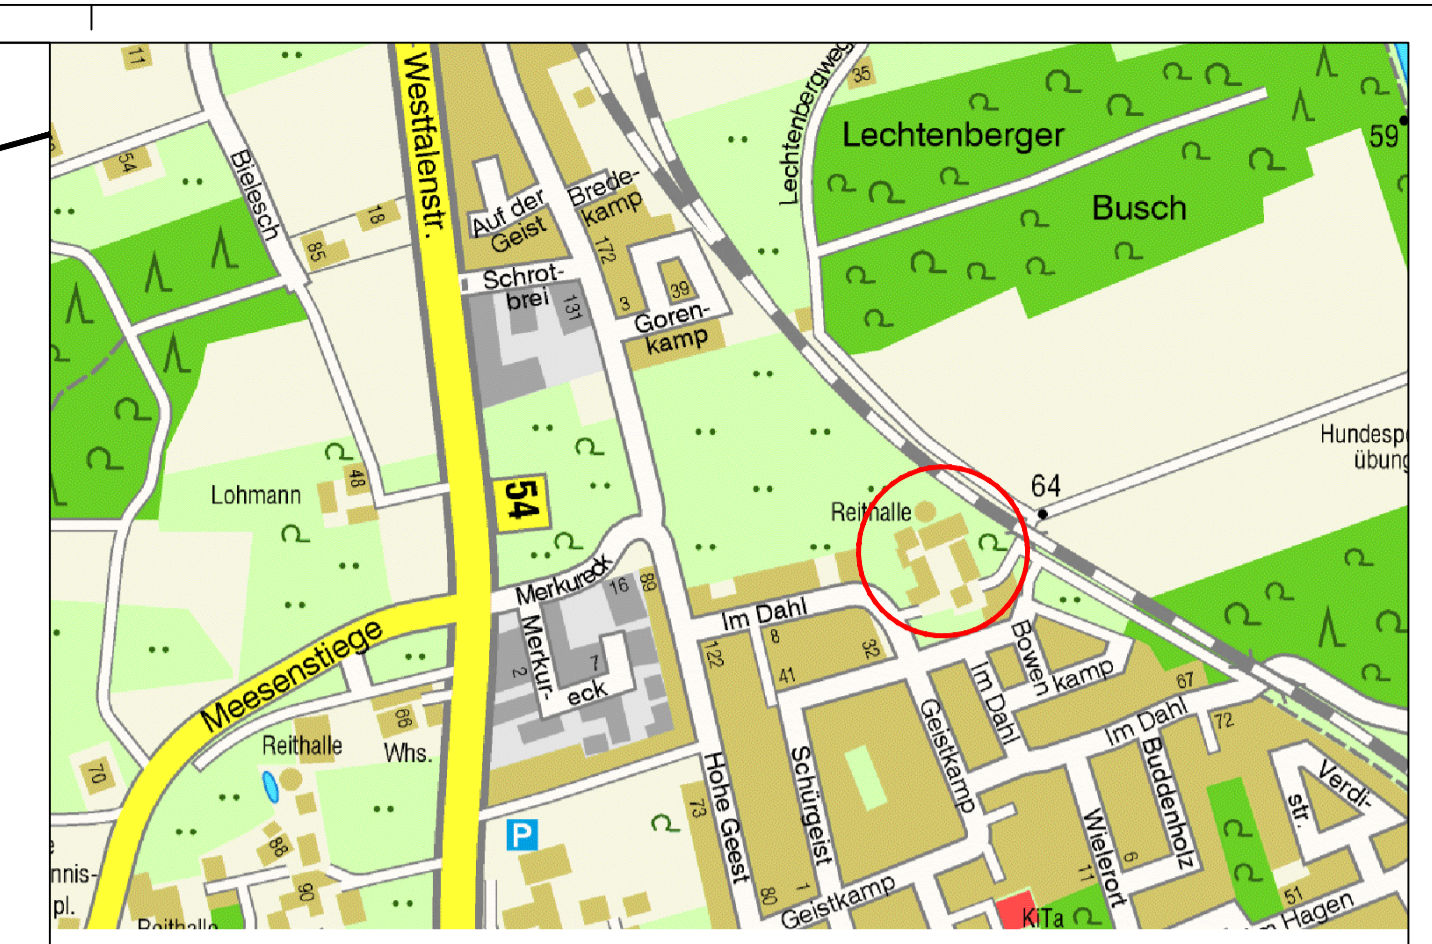 11
Westfalenstr.
Lechtenbergweg
35
Lechtenberger
59
54
Bielesch
18
85
Auf der
Geist
Brede-
kamp
172
Busch
Schrot-
brei
131
3
39
Goren-
kamp
Hundesp
übung
48
Lohmann
54
Reithalle
64
Merkureck
16
89
Im Dahl
Merkur-
eck
2
7
122
8
41
32
Bowen
kamp
Im Dahl
67
Meesenstiege
66
Reithalle
Whs.
70
Hohe Geest
Schürgeist
Geistkamp
Im Dahl
72
Buddenholz
Verdi-
str.
73
P
88
90
nnis-
pl.
Reithalle
80
1
Geistkamp
Wielerort
11
6
KiTa
51
Hagen